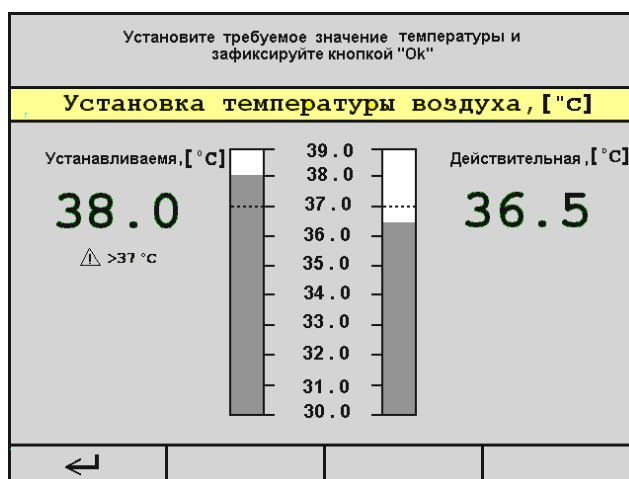 Установите требуемое значение температуры и
зафиксируйте кнопкой "Ok"
Установка температуры воздуха,["C]
Устанавливаемя,[°C]
38.0
>37 °C
39.0
38.0
37.0
36.0
35.0
34.0
33.0
32.0
31.0
30.0
Действительная,[°C]
36.5